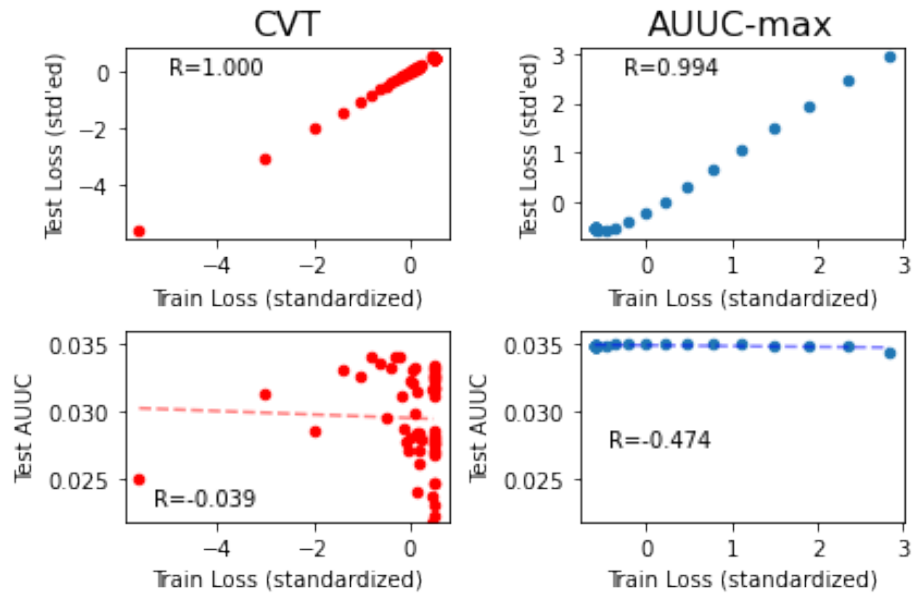 CVT
AUUC-max
Test Loss (std'ed)
0
−2
−4
R=1.000
−4 −2 0
Train Loss (standardized)
Test Loss (std'ed)
3
2
1
0
R=0.994
0 1 2 3
Train Loss (standardized)
Test AUUC
0.035
0.030
0.025
R=-0.039
−4 −2 0
Train Loss (standardized)
Test AUUC
0.035
0.030
0.025
R=-0.474
0 1 2 3
Train Loss (standardized)